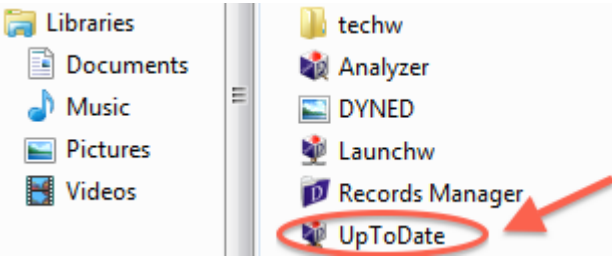 Libraries
Documents
Music
Pictures
Videos
techw
Analyzer
DYNED
Launchw
Records Manager
UpToDate